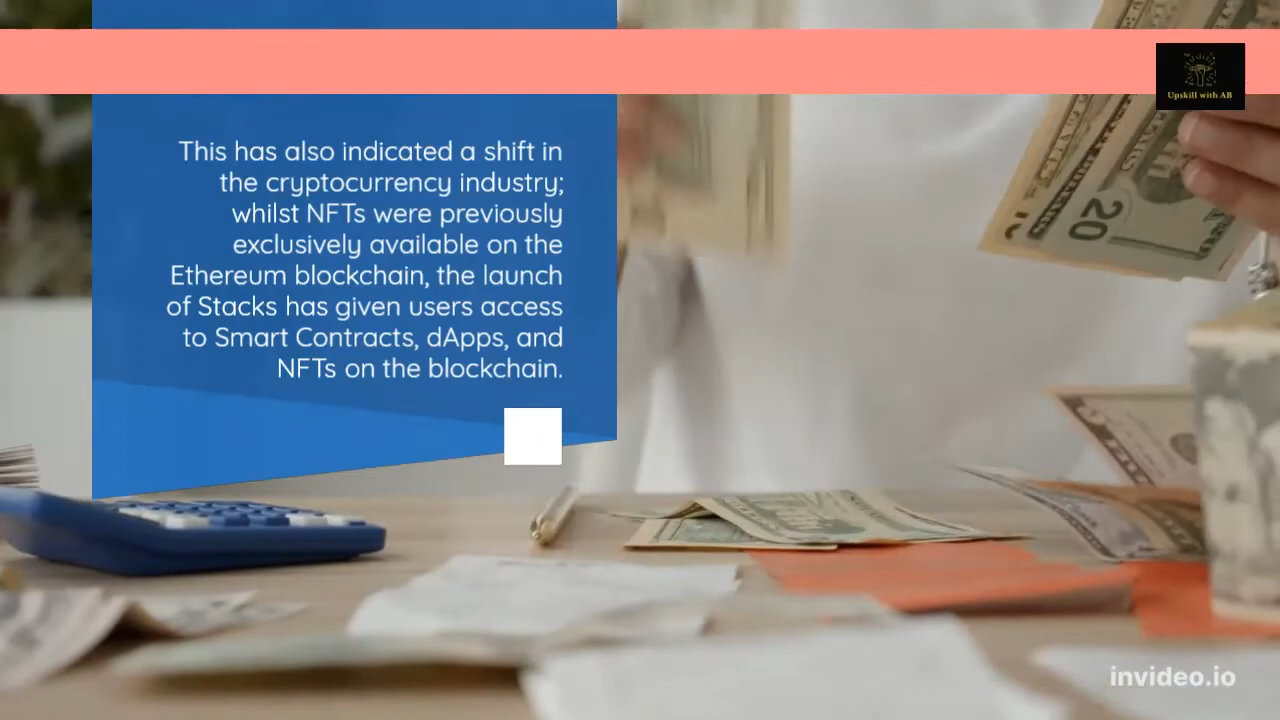 Upskill with AB
This has also indicated a shift in
the cryptocurrency industry;
whilst NFTs were previously
exclusively available on the
Ethereum blockchain, the launch
of Stacks has given users access
to Smart Contracts, dApps, and
NFTs on the blockchain.
20
invideo.io